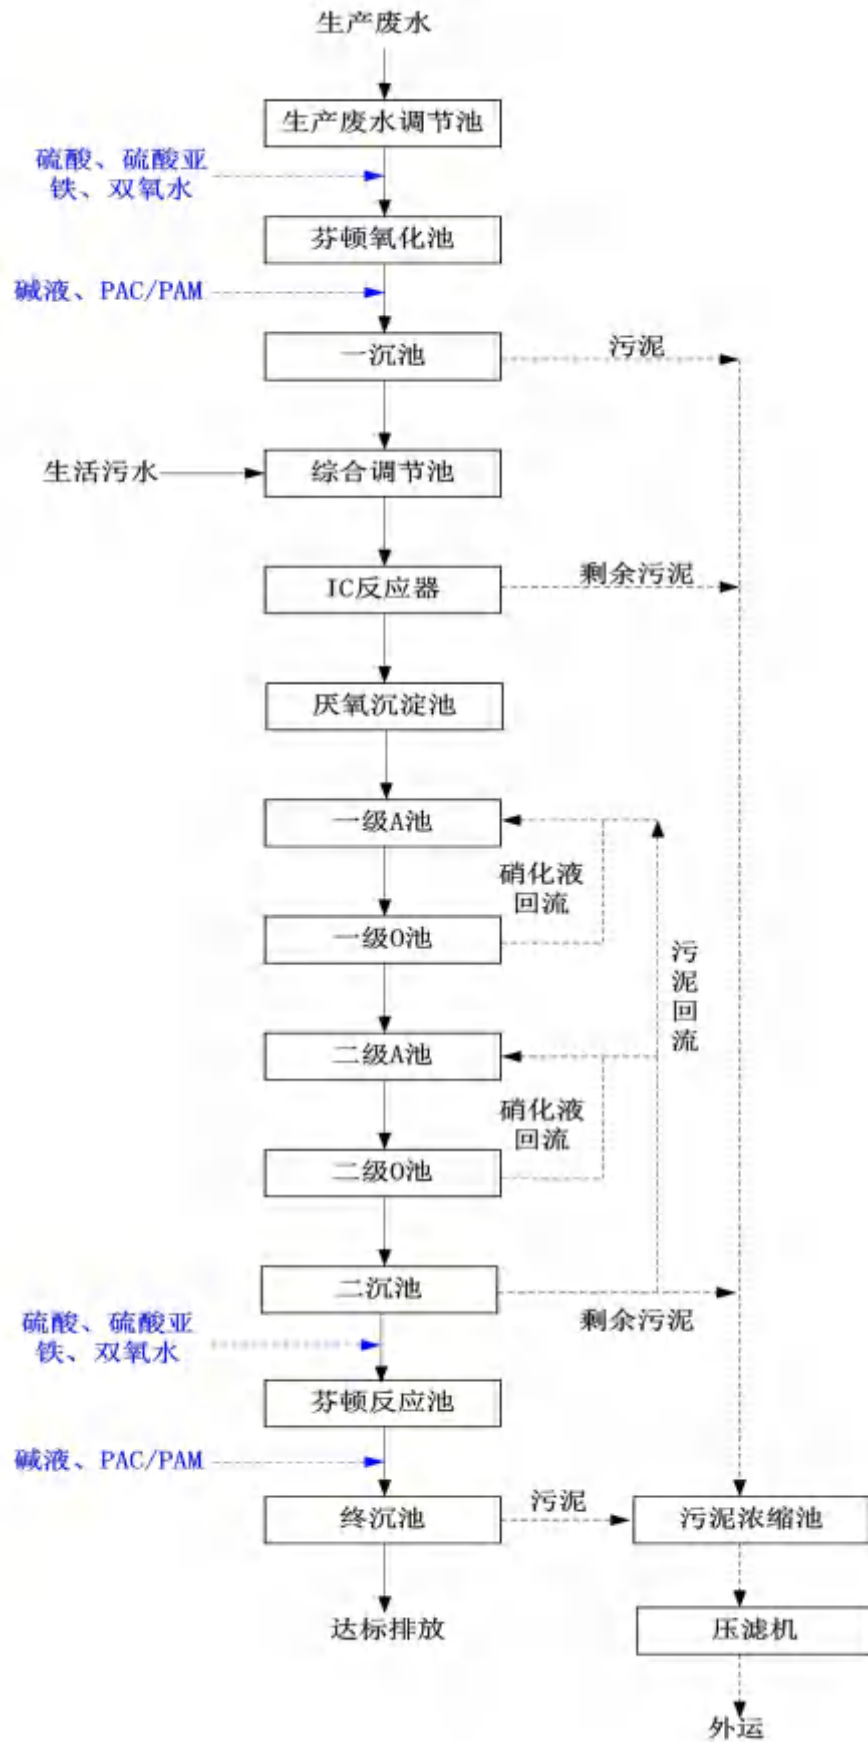 生产废水
生产废水调节池
硫酸、硫酸亚
铁、双氧水
芬顿氧化池
碱液、PAC/PAM
一沉池
污泥
生活污水
综合调节池
IC反应器
剩余污泥
厌氧沉淀池
一级A池
硝化液
回流
一级O池
污泥回流
二级A池
硝化液
回流
二级O池
二沉池
剩余污泥
硫酸、硫酸亚
铁、双氧水
芬顿反应池
碱液、PAC/PAM
终沉池
污泥
污泥浓缩池
达标排放
压滤机
外运